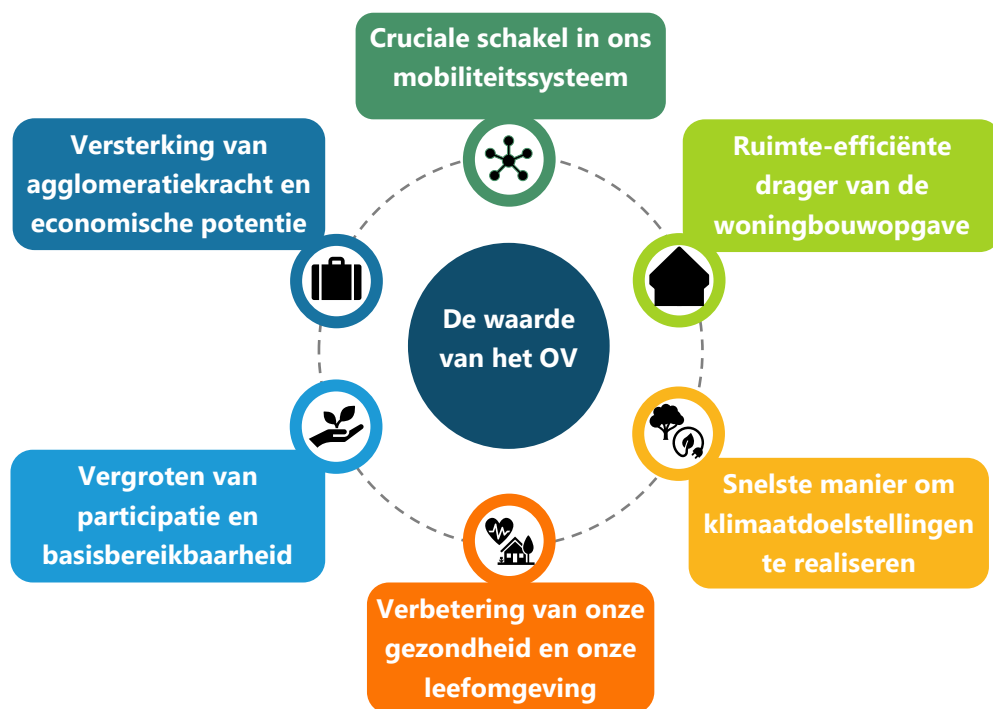 Cruciale schakel in ons
mobiliteitssysteem
Versterking van
agglomeratiekracht en
economische potentie
Ruimte-efficiënte
drager van de
woningbouwopgave
De waarde
van het OV
Vergroten van
participatie en
basisbereikbaarheid
Snelste manier om
klimaatdoelstellingen
te realiseren
Verbetering van onze
gezondheid en onze
leefomgeving